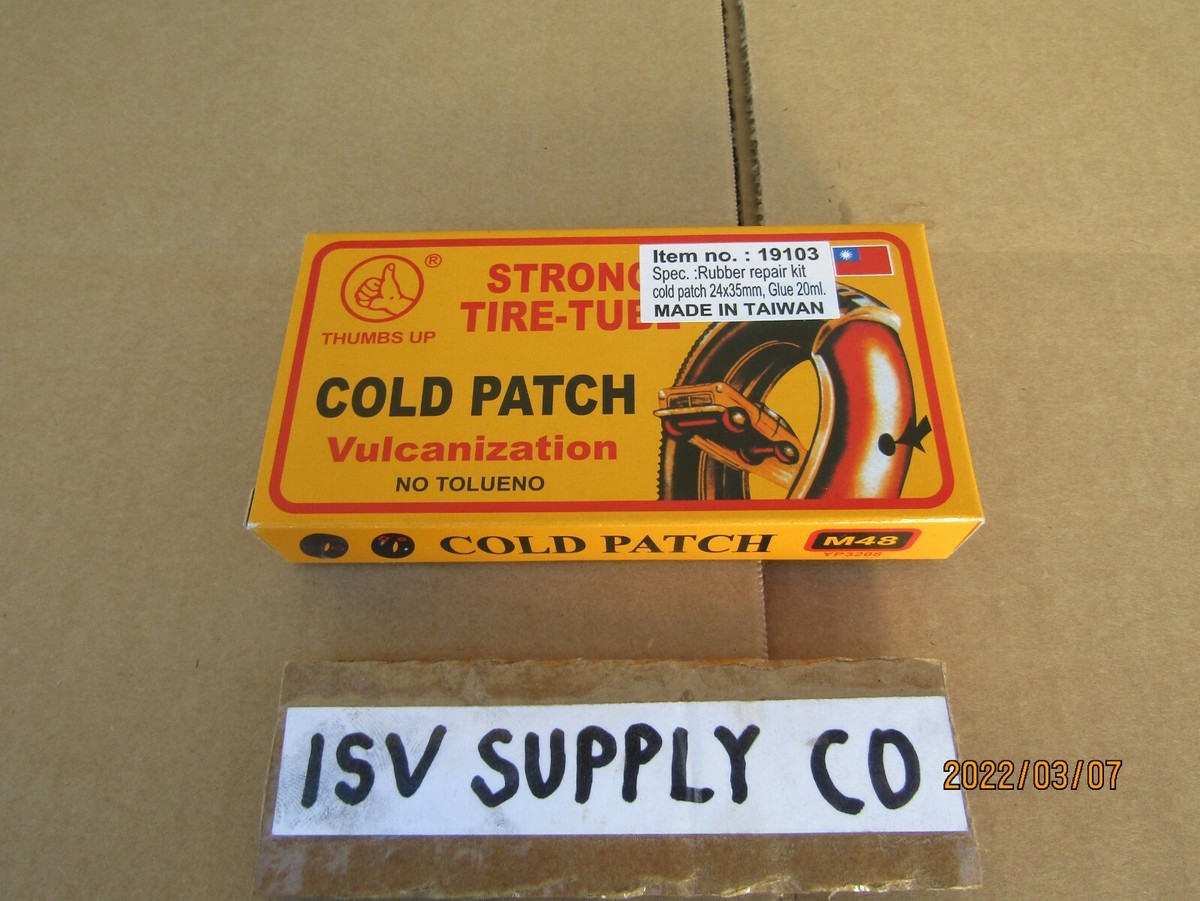 ®
THUMBS UP
STRONG
TIRE-TUBE
Item no. : 19103
Spec. :Rubber repair kit
cold patch 24x35mm, Glue 20ml.
MADE IN TAIWAN
COLD PATCH
Vulcanization
NO TOLUENO
COLD PATCH
M48
YP3208
ISV SUPPLY CO
2022/03/07